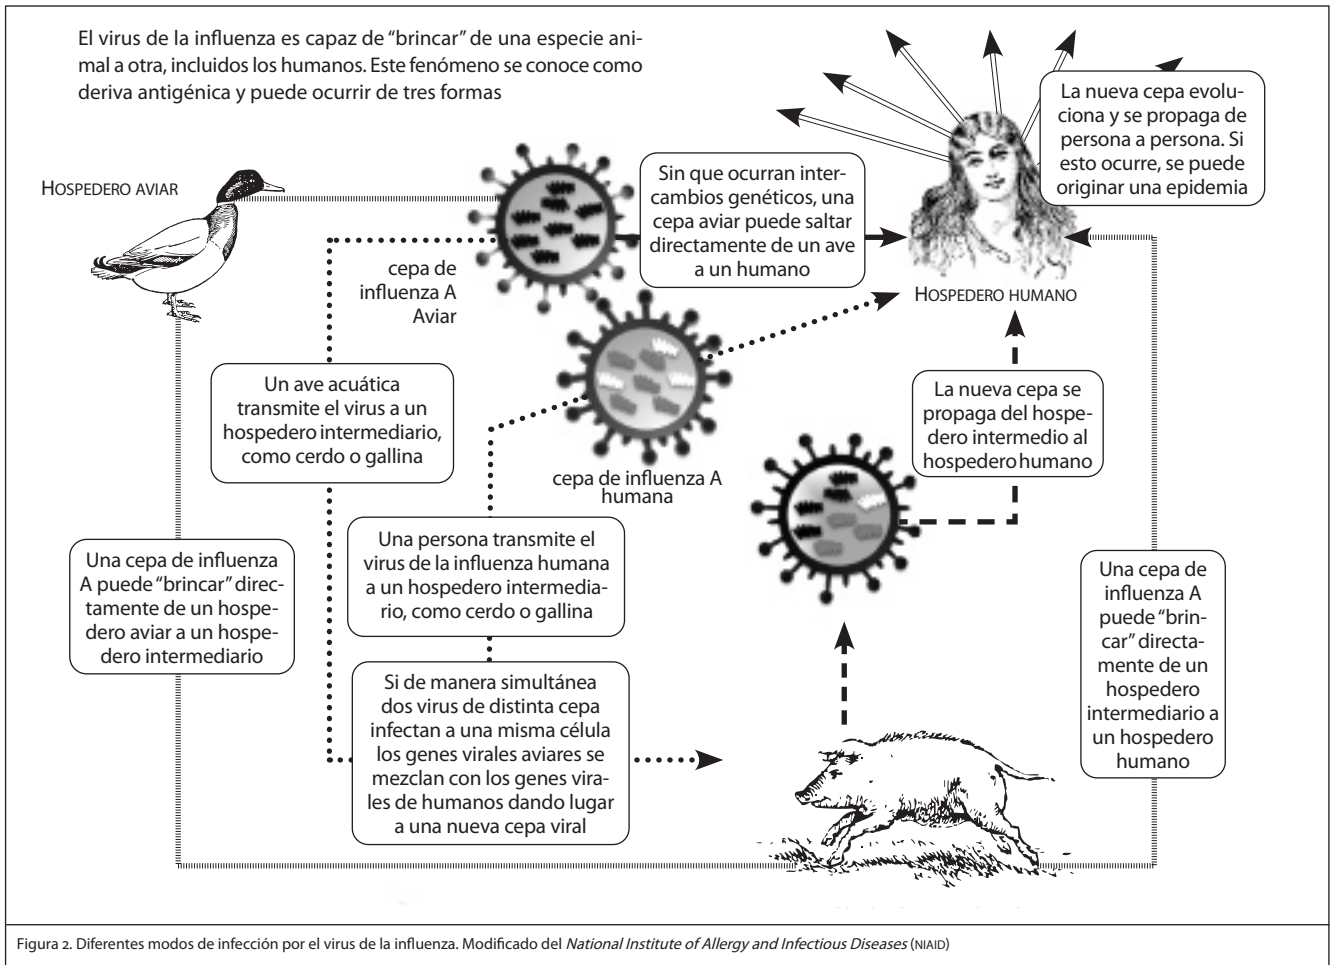 El virus de la influenza es capaz de “brincar” de una especie ani-
mal a otra, incluidos los humanos. Este fenómeno se conoce como
deriva antigénica y puede ocurrir de tres formas
La nueva cepa evolu-
ciona y se propaga de
persona a persona. Si
esto ocurre, se puede
originar una epidemia
HOSPEDERO AVIAR
Sin que ocurran inter-
cambios genéticos, una
cepa aviar puede saltar
directamente de un ave
a un humano
cepa de
influenza A
Aviar
HOSPEDERO HUMANO
Un ave acuática
transmite el virus a un
hospedero intermediario,
como cerdo o gallina
La nueva cepa se
propaga del hospe-
dero intermedio al
hospedero humano
cepa de influenza A
humana
Una persona transmite el
virus de la influenza humana
a un hospedero intermedia-
rio, como cerdo o gallina
Una cepa de influenza
A puede “brincar” direc-
tamente de un hospe-
dero aviar a un hospe-
dero intermediario
Una cepa de
influenza A
puede “brin-
car” directa-
mente de un
hospedero
intermediario a
un hospedero
humano
Si de manera simultánea
dos virus de distinta cepa
infectan a una misma célula
los genes virales aviares se
mezclan con los genes vira-
les de humanos dando lugar
a una nueva cepa viral
Figura 2. Diferentes modos de infección por el virus de la influenza. Modificado del National Institute of Allergy and Infectious Diseases (NIAID)